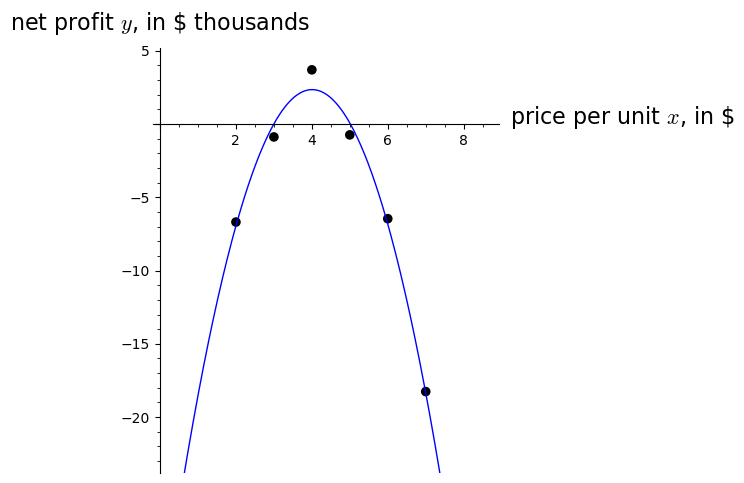 net profit y, in $ thousands
5
price per unit x, in $
2 4 6 8
−5
−10
−15
−20